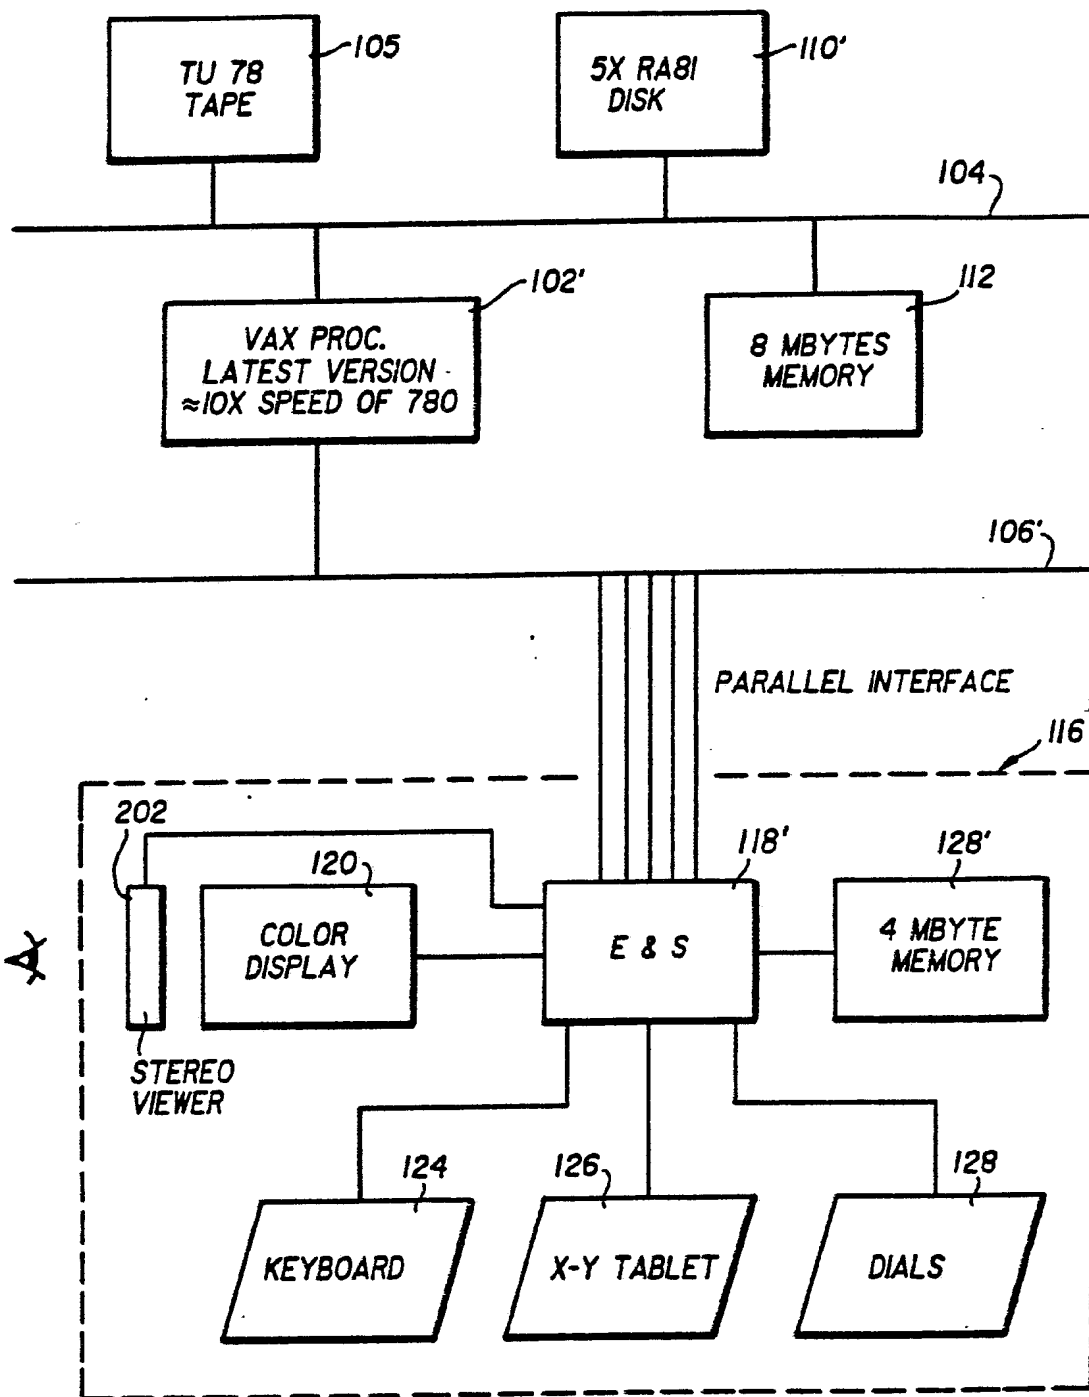 105
TU 78
TAPE
110'
5X RA81
DISK
104
102'
VAX PROC.
LATEST VERSION
≈10X SPEED OF 780
112
8 MBYTES
MEMORY
106'
PARALLEL INTERFACE
116
202
120
COLOR
DISPLAY
118'
E & S
128'
4 MBYTE
MEMORY
STEREO
VIEWER
124
KEYBOARD
126
X-Y TABLET
128
DIALS